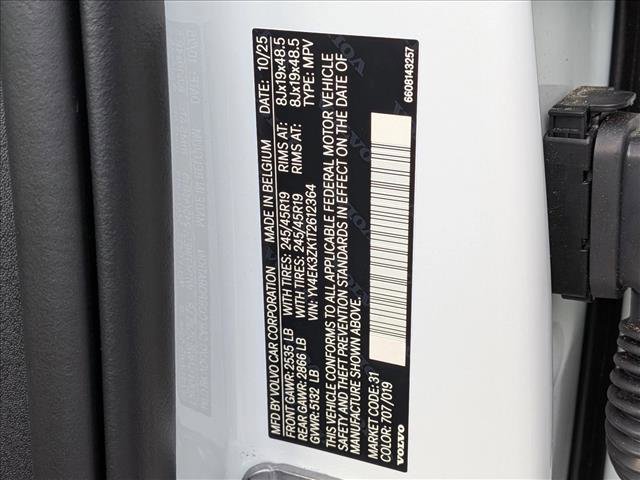 MFD BY VOLVO CAR CORPORATION MADE IN BELGIUM DATE: 10/25
FRONT GAWR: 2535 LB WITH TIRES: 245/45R19 RIMS AT: 8Jx19x48.5
REAR GAWR: 2866 LB WITH TIRES: 245/45R19 RIMS AT: 8Jx19x48.5
GVWR: 5132 LB VIN: YV4EK3ZK1T2612364 TYPE: MPV
THIS VEHICLE CONFORMS TO ALL APPLICABLE FEDERAL MOTOR VEHICLE
SAFETY AND THEFT PREVENTION STANDARDS IN EFFECT ON THE DATE OF
MANUFACTURE SHOWN ABOVE.
MARKET CODE: 31
COLOR: 707/019
VOLVO
6608143257